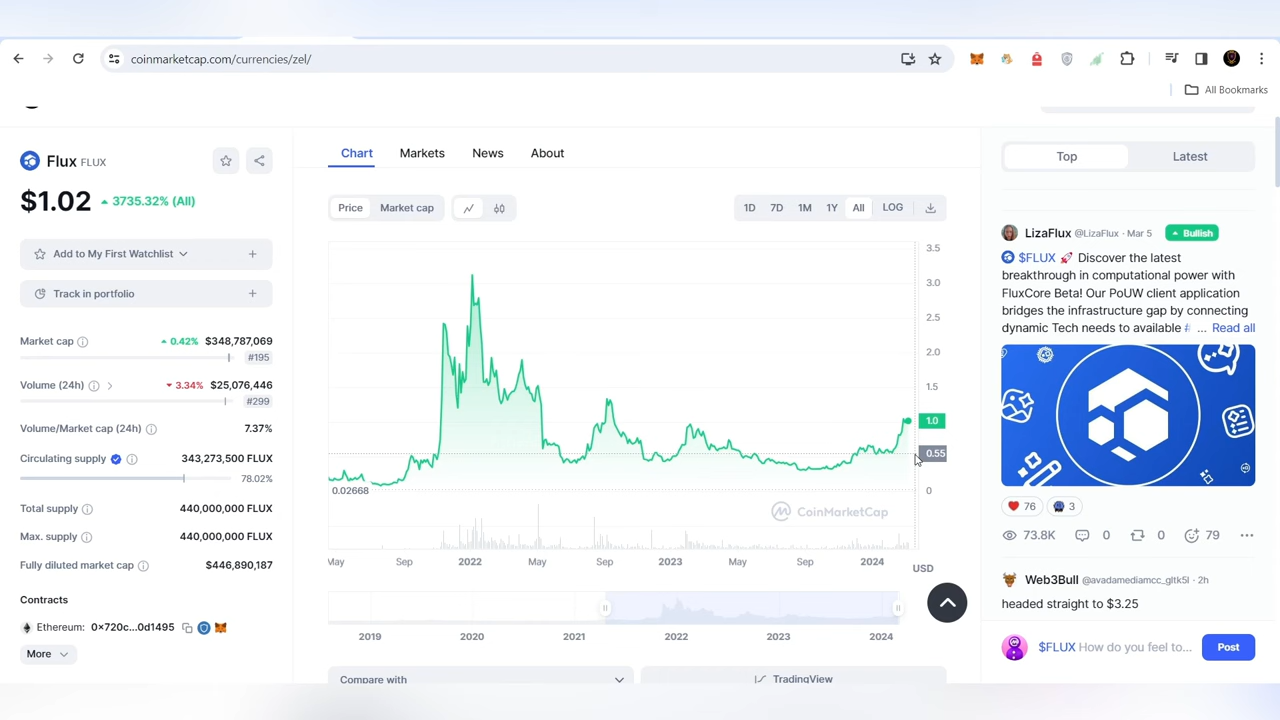 coinmarketcap.com/currencies/zel/
All Bookmarks
Flux FLUX
$1.02 3735.32% (All)
Add to My First Watchlist
Track in portfolio
Market cap 0.42% $348,787,069
#195
Volume (24h) 3.34% $25,076,446
#299
Volume/Market cap (24h) 7.37%
Circulating supply 343,273,500 FLUX
78.02%
Total supply 440,000,000 FLUX
Max. supply 440,000,000 FLUX
Fully diluted market cap $446,890,187
Contracts
Ethereum: 0x720c...0d1495
More
Chart Markets News About
Price Market cap
1D 7D 1M 1Y All LOG
3.5
3.0
2.5
2.0
1.5
1.0
0.55
0
0.02668
CoinMarketCap
May Sep 2022 May Sep 2023 May Sep 2024
USD
2019 2020 2021 2022 2023 2024
Compare with
TradingView
Top Latest
LizaFlux @LizaFlux · Mar 5 Bullish
$FLUX 🚀 Discover the latest
breakthrough in computational power with
FluxCore Beta! Our PoUW client application
bridges the infrastructure gap by connecting
dynamic Tech needs to available # ... Read all
76 3
73.8K 0 0 79
Web3Bull @avadamediamcc_gltk5l · 2h
headed straight to $3.25
$FLUX How do you feel to...
Post